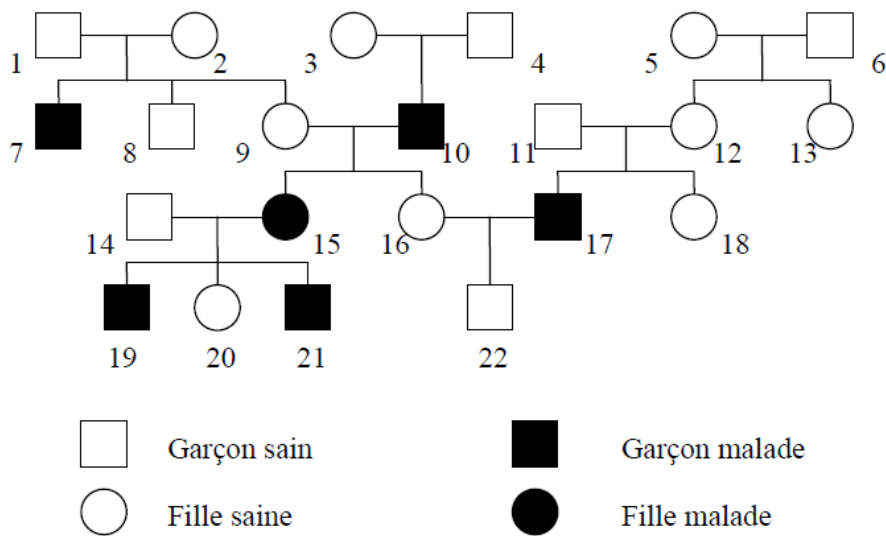 1 2 3 4 5 6
7 8 9 10 11 12 13
14 15 16 17 18
19 20 21 22
Garçon sain Garçon malade
Fille saine Fille malade